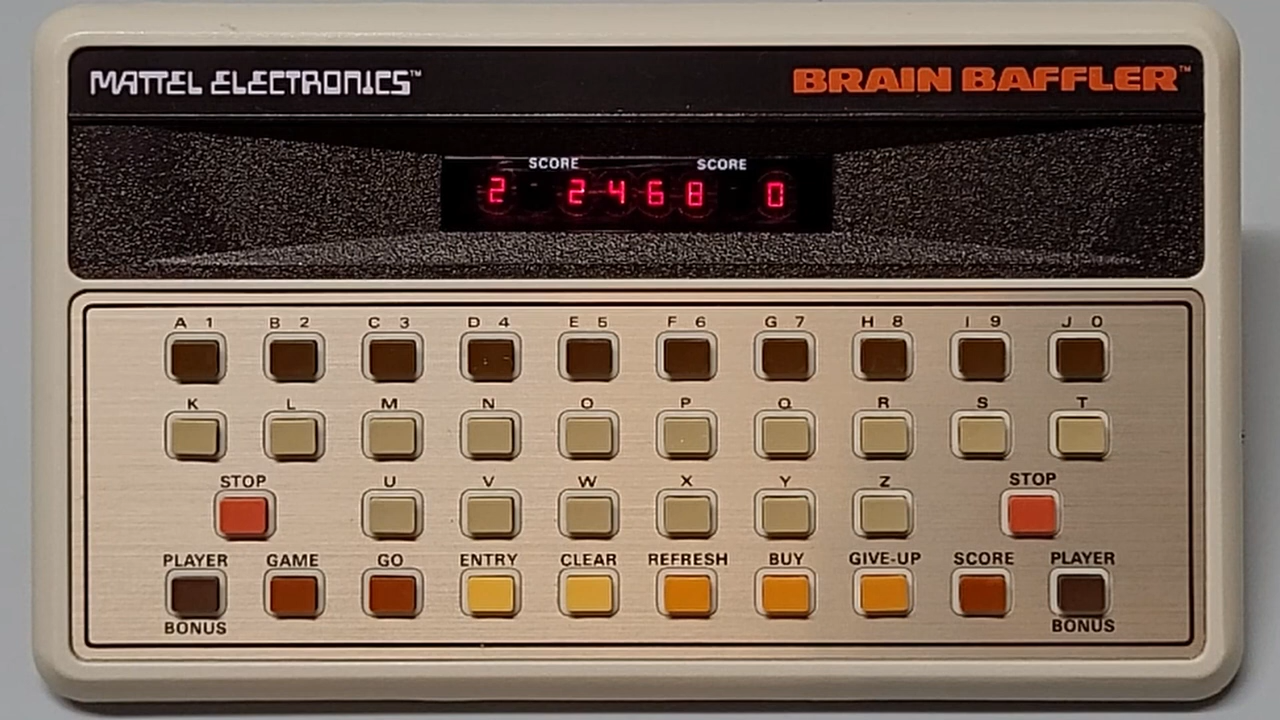 MATTEL ELECTRONICS™ BRAIN BAFFLER™
SCORE SCORE
2 2468 0
A 1 B 2 C 3 D 4 E 5 F 6 G 7 H 8 I 9 J 0
K L M N O P Q R S T
STOP U V W X Y Z STOP
PLAYER GAME GO ENTRY CLEAR REFRESH BUY GIVE-UP SCORE PLAYER
BONUS BONUS